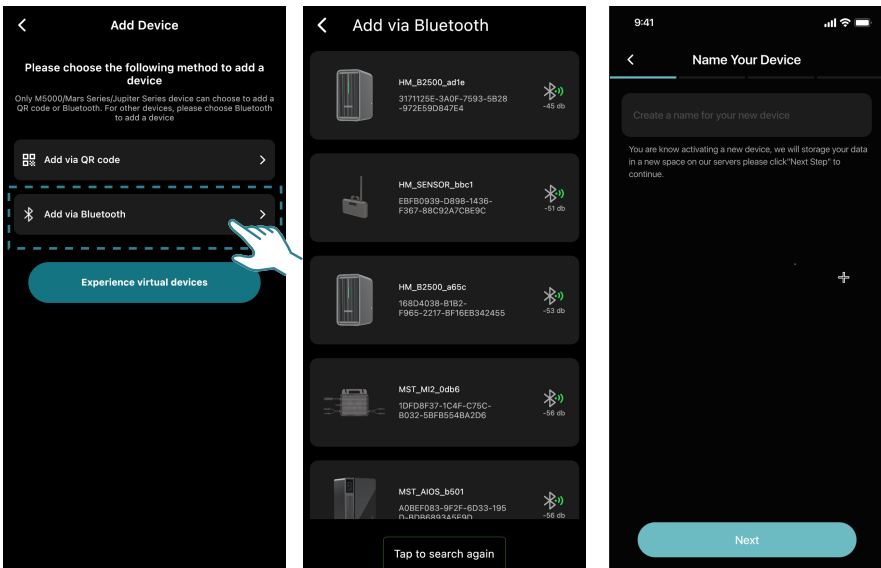 Add Device
Please choose the following method to add a
device
Only M5000/Mars Series/Jupiter Series device can choose to add a
QR code or Bluetooth. For other devices, please choose Bluetooth
to add a device
Add via QR code
Add via Bluetooth
Experience virtual devices
Add via Bluetooth
HM_B2500_ad1e
3171125E-3A0F-7593-5B28
-972E59D847E4
-45 db
HM_SENSOR_bbc1
EBFB0939-D898-1436-
F367-88C92A7CBE9C
-51 db
HM_B2500_a65c
168D4038-B1B2-
F965-2217-BF16EB342455
-53 db
MST_MI2_0db6
1DFD8F37-1C4F-C75C-
B032-5BFB554BA2D6
-56 db
MST_AIOS_b501
A0BEF083-9F2F-6D33-195
D-BDB6893A5F9D
-56 db
Tap to search again
9:41
Name Your Device
Create a name for your new device
You are know activating a new device, we will storage your data
in a new space on our servers please click"Next Step" to
continue.
Next